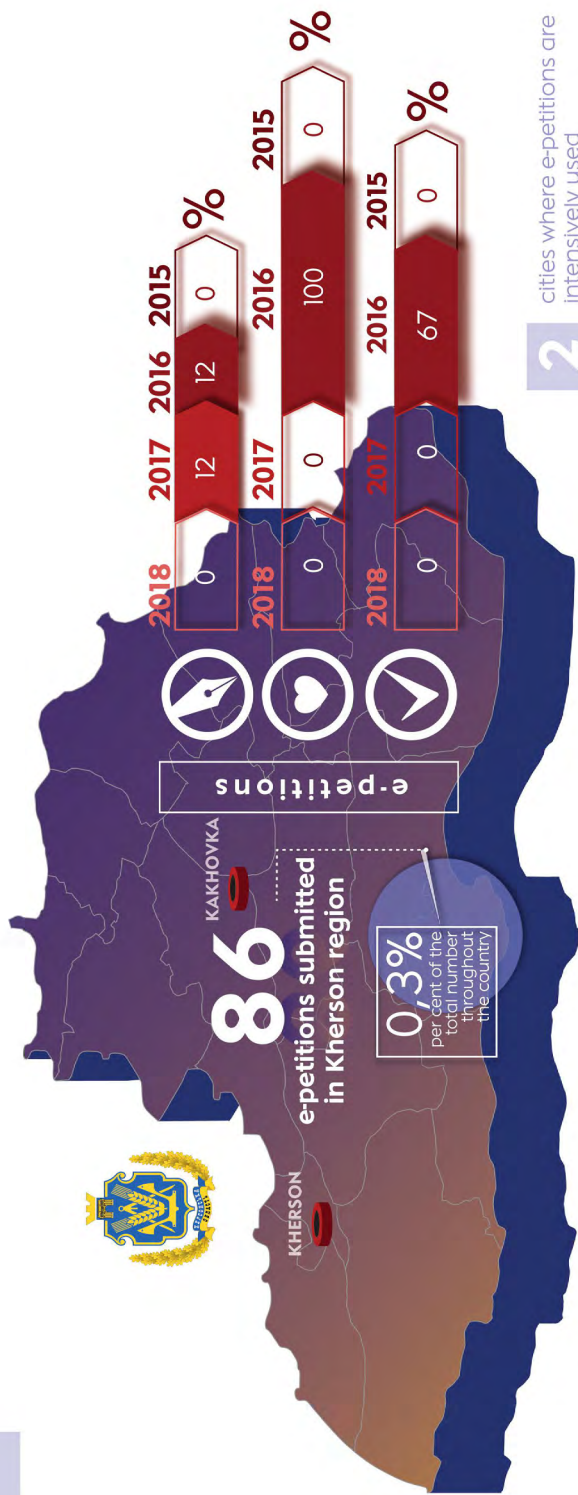 KHERSON
KAKHOVKA
86
e-petitions submitted
in Kherson region
0,3%
per cent of the
total number
throughout
the country
e-petitions
2018 2017 2016 2015
0 12 12 0 %
2018 2017 2016 2015
0 0 100 0 %
2018 2017 2016 2015
0 0 67 0 %
2 cities where e-petitions are
intensively used